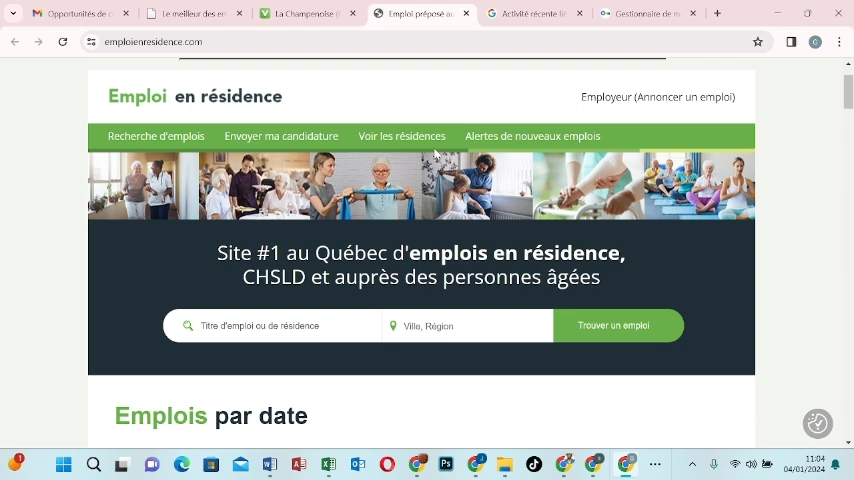 Opportunités de c
Le meilleur des em
La Champenoise (
Emploi préposé au
Activité récente lié
Gestionnaire de m
emploienresidence.com
G
Emploi en résidence
Employeur (Annoncer un emploi)
Recherche d'emplois
Envoyer ma candidature
Voir les résidences
Alertes de nouveaux emplois
Site #1 au Québec d'emplois en résidence,
CHSLD et auprès des personnes âgées
Titre d'emploi ou de résidence
Ville, Région
Trouver un emploi
Emplois par date
11:04
04/01/2024